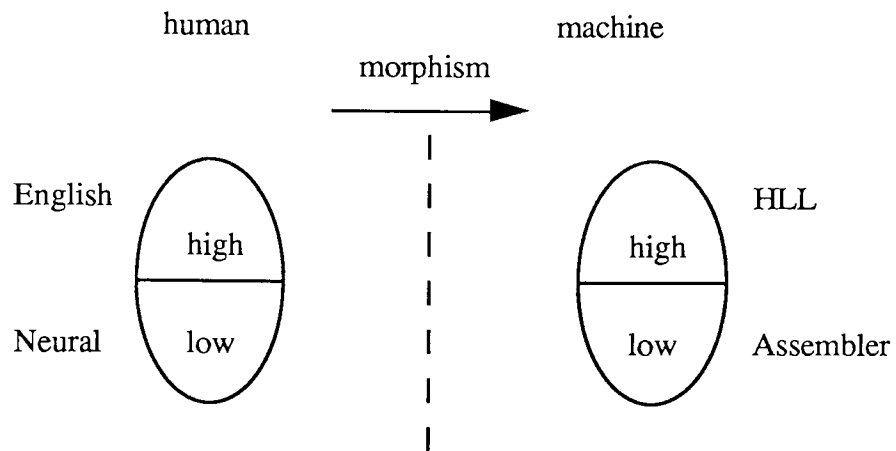 human
machine
morphism
English
HLL
high
high
Neural
low
low
Assembler